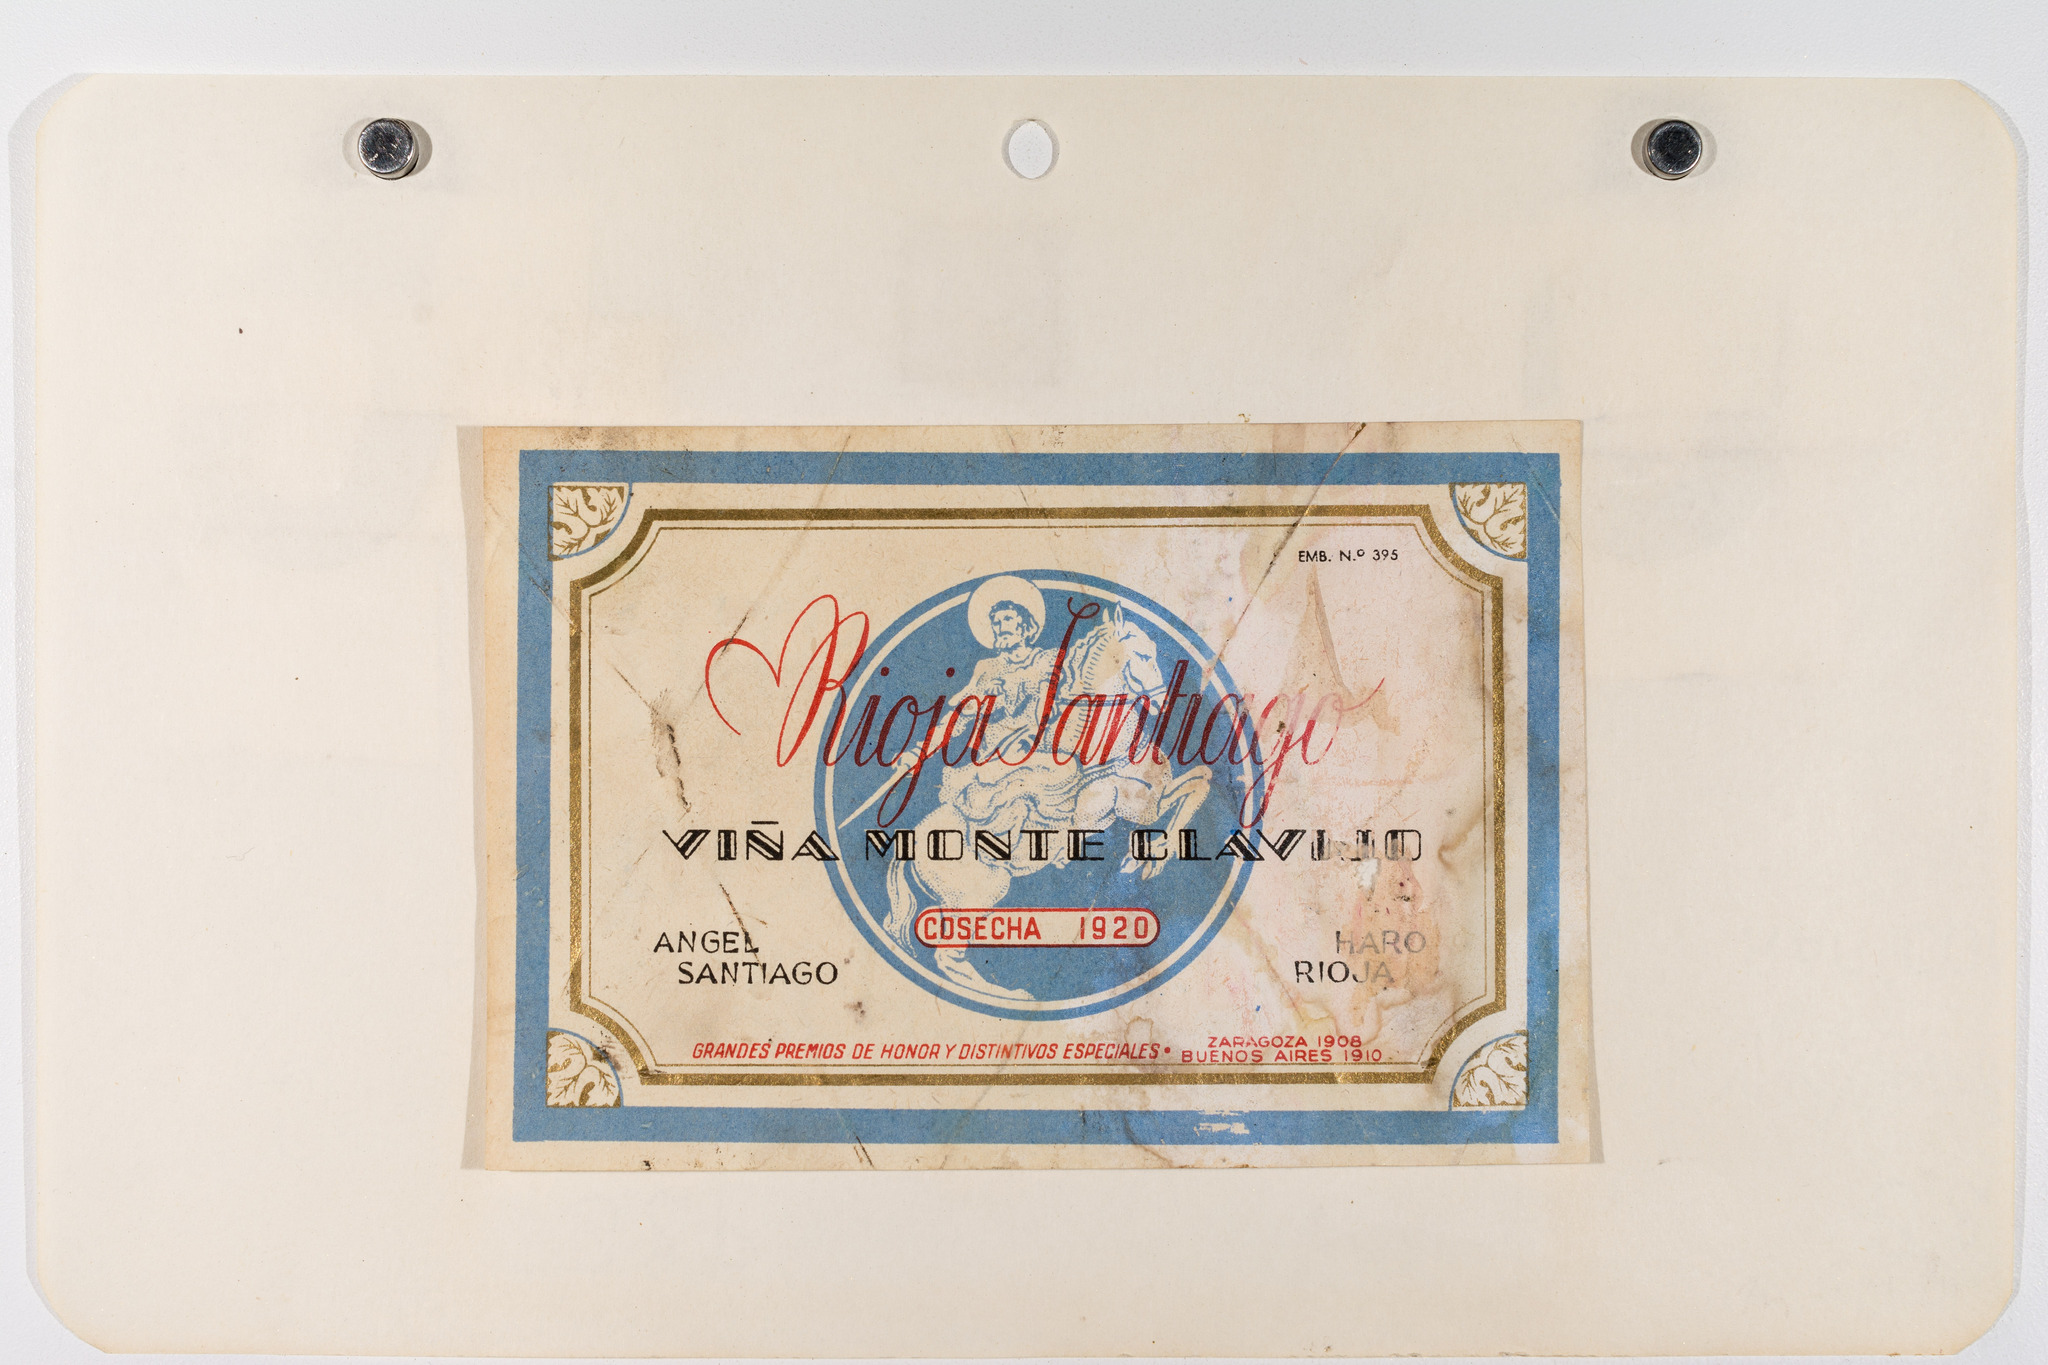 EMB. N.º 395
Rioja Santiago
VIÑA MONTE CLAVIJO
COSECHA 1920
ANGEL
SANTIAGO
HARO
RIOJA
GRANDES PREMIOS DE HONOR Y DISTINTIVOS ESPECIALES •
ZARAGOZA 1908
BUENOS AIRES 1910